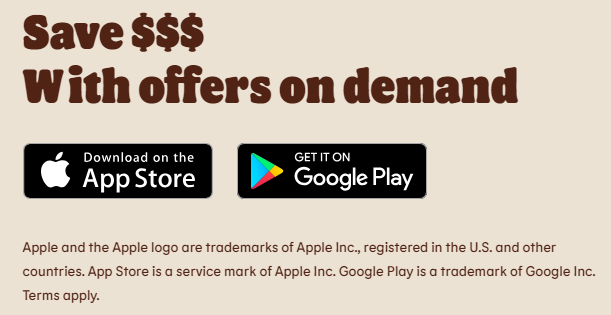 Save $$$
With offers on demand
Download on the
App Store
GET IT ON
Google Play
Apple and the Apple logo are trademarks of Apple Inc., registered in the U.S. and other
countries. App Store is a service mark of Apple Inc. Google Play is a trademark of Google Inc.
Terms apply.